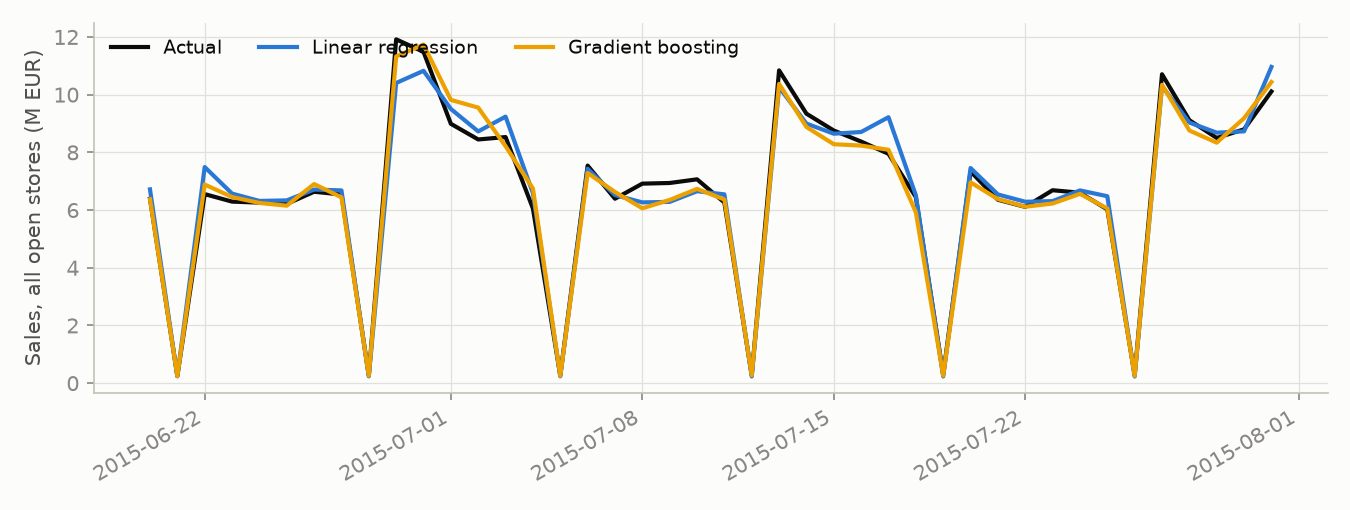 Actual Linear regression Gradient boosting
Sales, all open stores (M EUR)
12
10
8
6
4
2
0
2015-06-22 2015-07-01 2015-07-08 2015-07-15 2015-07-22 2015-08-01